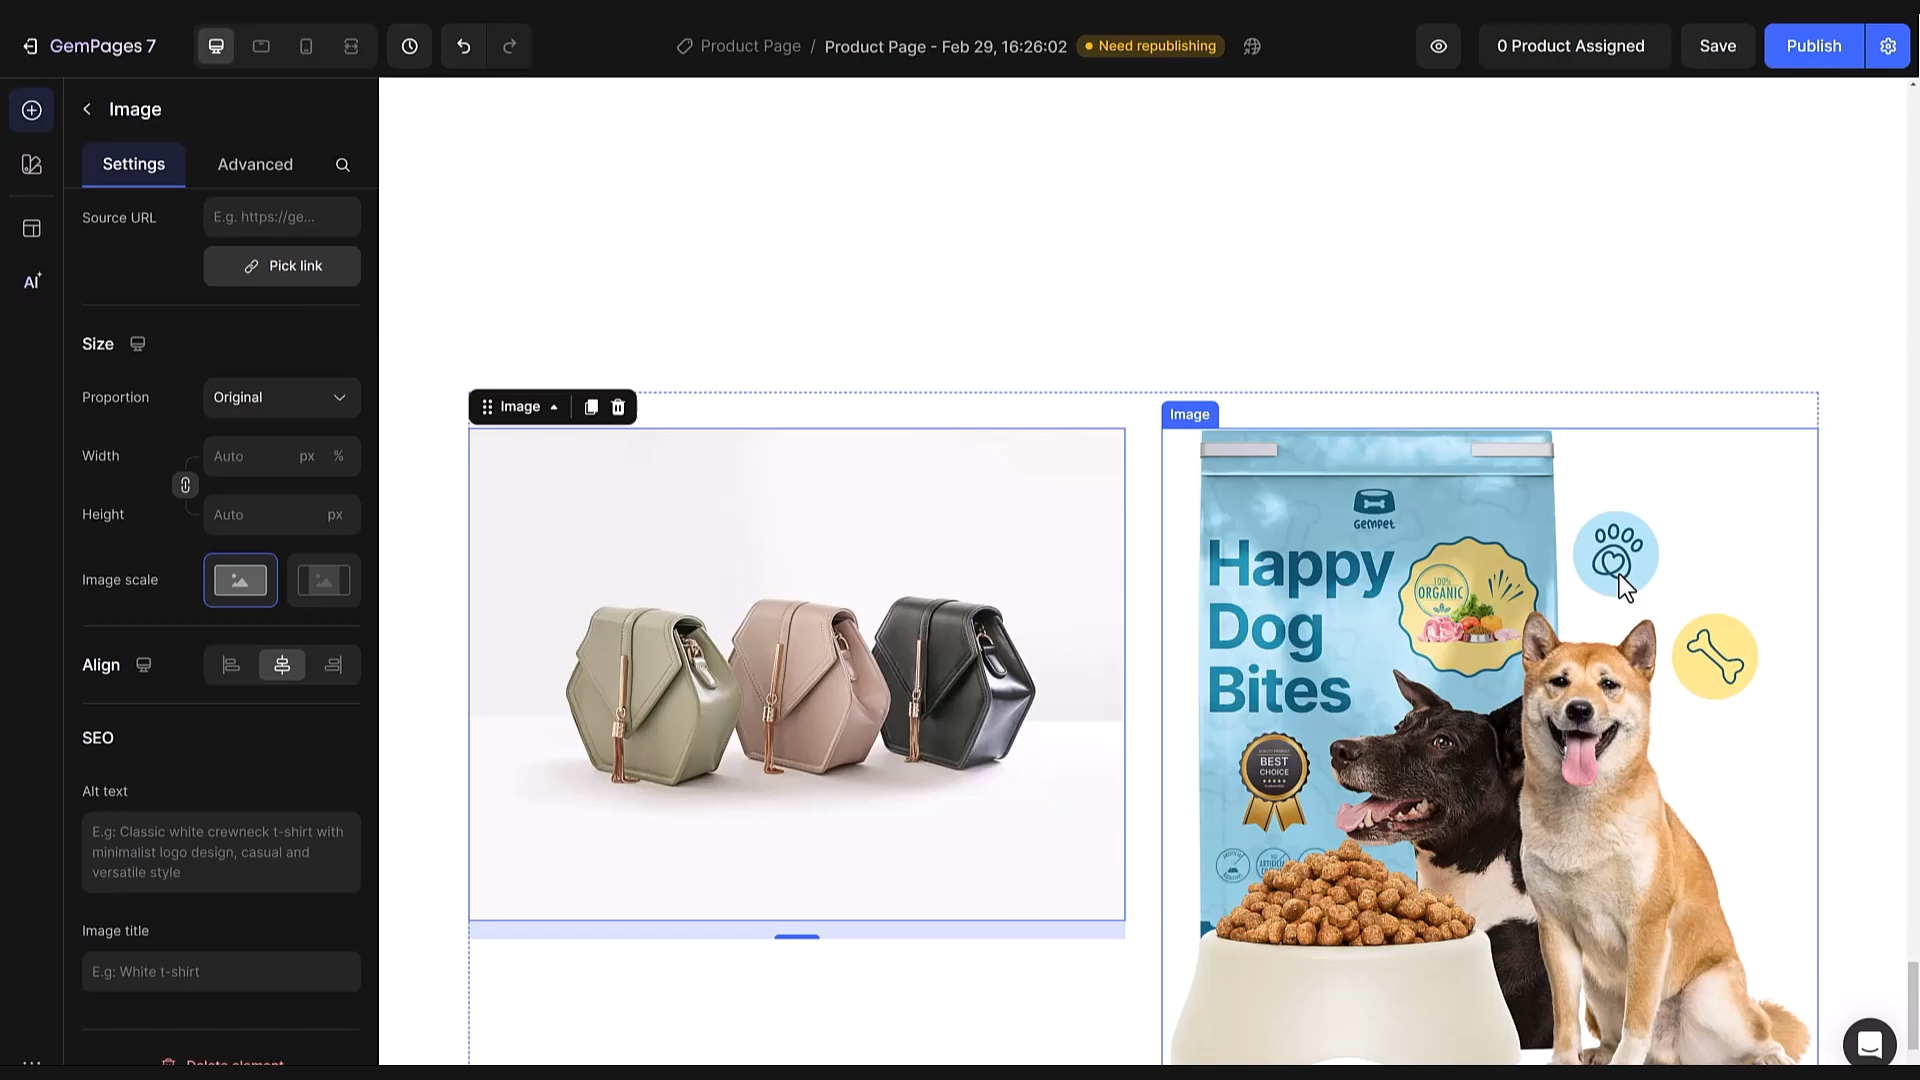 GemPages 7
Product Page / Product Page - Feb 29, 16:26:02
Need republishing
0 Product Assigned
Save
Publish
Image
Settings
Advanced
Source URL
E.g. https://ge...
Pick link
AI
Size
Proportion
Original
Width
Auto
px %
Height
Auto
px
Image scale
Align
SEO
Alt text
E.g: Classic white crewneck t-shirt with
minimalist logo design, casual and
versatile style
Image title
E.g: White t-shirt
Delete element
Image
Image
GEMPET
Happy
Dog
Bites
100%
ORGANIC
BEST
CHOICE